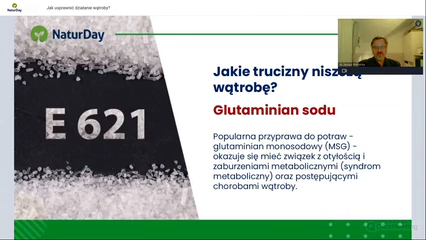 NaturDay
Jak usprawnić działanie wątroby?
NaturDay
Jakie trucizny niszczą
wątrobę?
Glutaminian sodu
E 621
Popularna przyprawa do potraw -
glutaminian monosodowy (MSG) -
okazuje się mieć związek z otyłością i
zaburzeniami metabolicznymi (syndrom
metaboliczny) oraz postępującymi
chorobami wątroby.